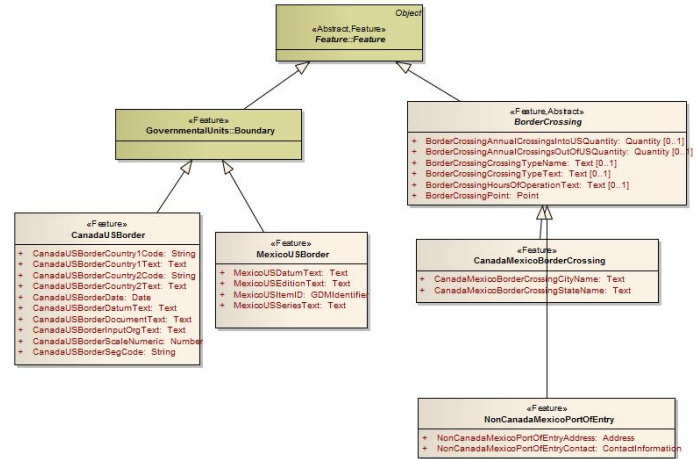 Object
«Abstract,Feature»
Feature::Feature
«Feature»
GovernmentalUnits::Boundary
«Feature,Abstract»
BorderCrossing
+ BorderCrossingAnnualCrossingsIntoUSQuantity: Quantity [0..1]
+ BorderCrossingAnnualCrossingsOutOfUSQuantity: Quantity [0..1]
+ BorderCrossingCrossingTypeName: Text [0..1]
+ BorderCrossingCrossingTypeText: Text [0..1]
+ BorderCrossingHoursOfOperationText: Text [0..1]
+ BorderCrossingPoint: Point
«Feature»
CanadaUSBorder
+ CanadaUSBorderCountry1Code: String
+ CanadaUSBorderCountry1Text: Text
+ CanadaUSBorderCountry2Code: String
+ CanadaUSBorderCountry2Text: Text
+ CanadaUSBorderDate: Date
+ CanadaUSBorderDatumText: Text
+ CanadaUSBorderDocumentText: Text
+ CanadaUSBorderInputOrgText: Text
+ CanadaUSBorderScaleNumeric: Number
+ CanadaUSBorderSegCode: String
«Feature»
MexicoUSBorder
+ MexicoUSDatumText: Text
+ MexicoUSEditionText: Text
+ MexicoUSItemID: GDMIdentifier
+ MexicoUSSeriesText: Text
«Feature»
CanadaMexicoBorderCrossing
+ CanadaMexicoBorderCrossingCityName: Text
+ CanadaMexicoBorderCrossingStateName: Text
«Feature»
NonCanadaMexicoPortOfEntry
+ NonCanadaMexicoPortOfEntryAddress: Address
+ NonCanadaMexicoPortOfEntryContact: ContactInformation